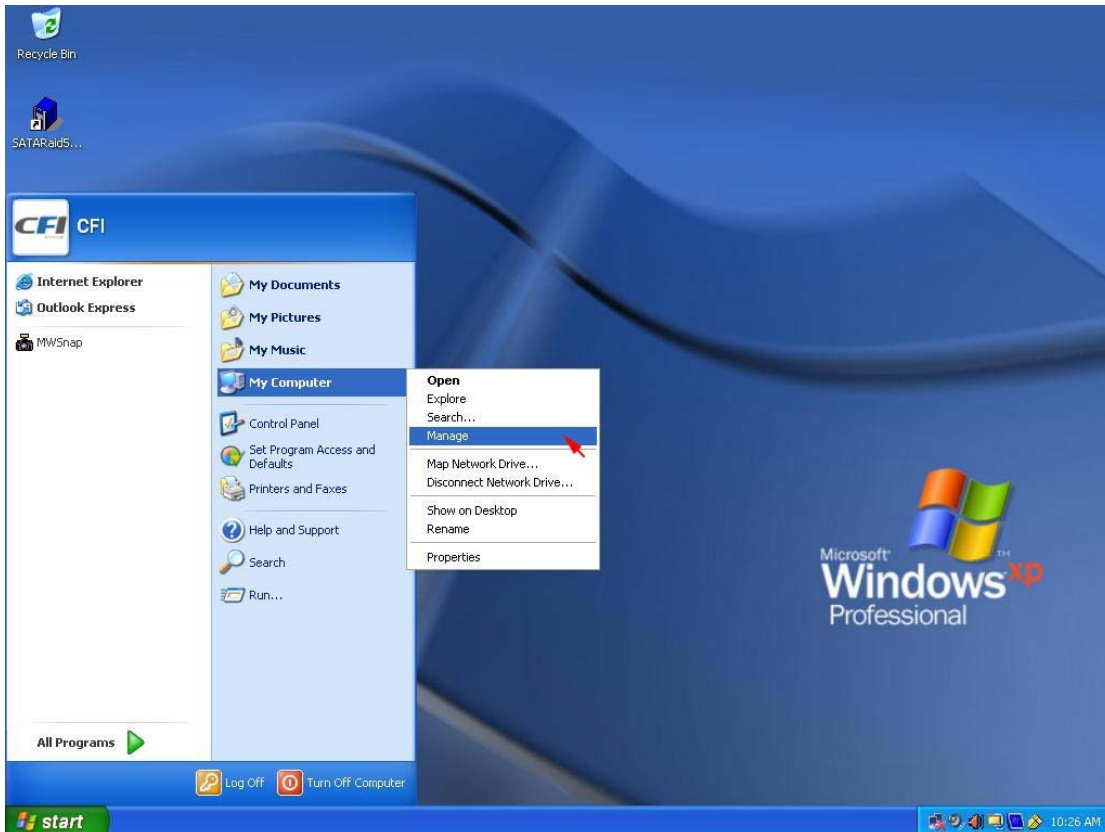 Recycle Bin
SATARaid5...
CFI CFI
Internet Explorer
Outlook Express
MWSnap
All Programs
My Documents
My Pictures
My Music
My Computer
Control Panel
Set Program Access and
Defaults
Printers and Faxes
Help and Support
Search
Run...
Open
Explore
Search...
Manage
Map Network Drive...
Disconnect Network Drive...
Show on Desktop
Rename
Properties
Log Off Turn Off Computer
Microsoft®
Windows xp™
Professional
start
10:26 AM